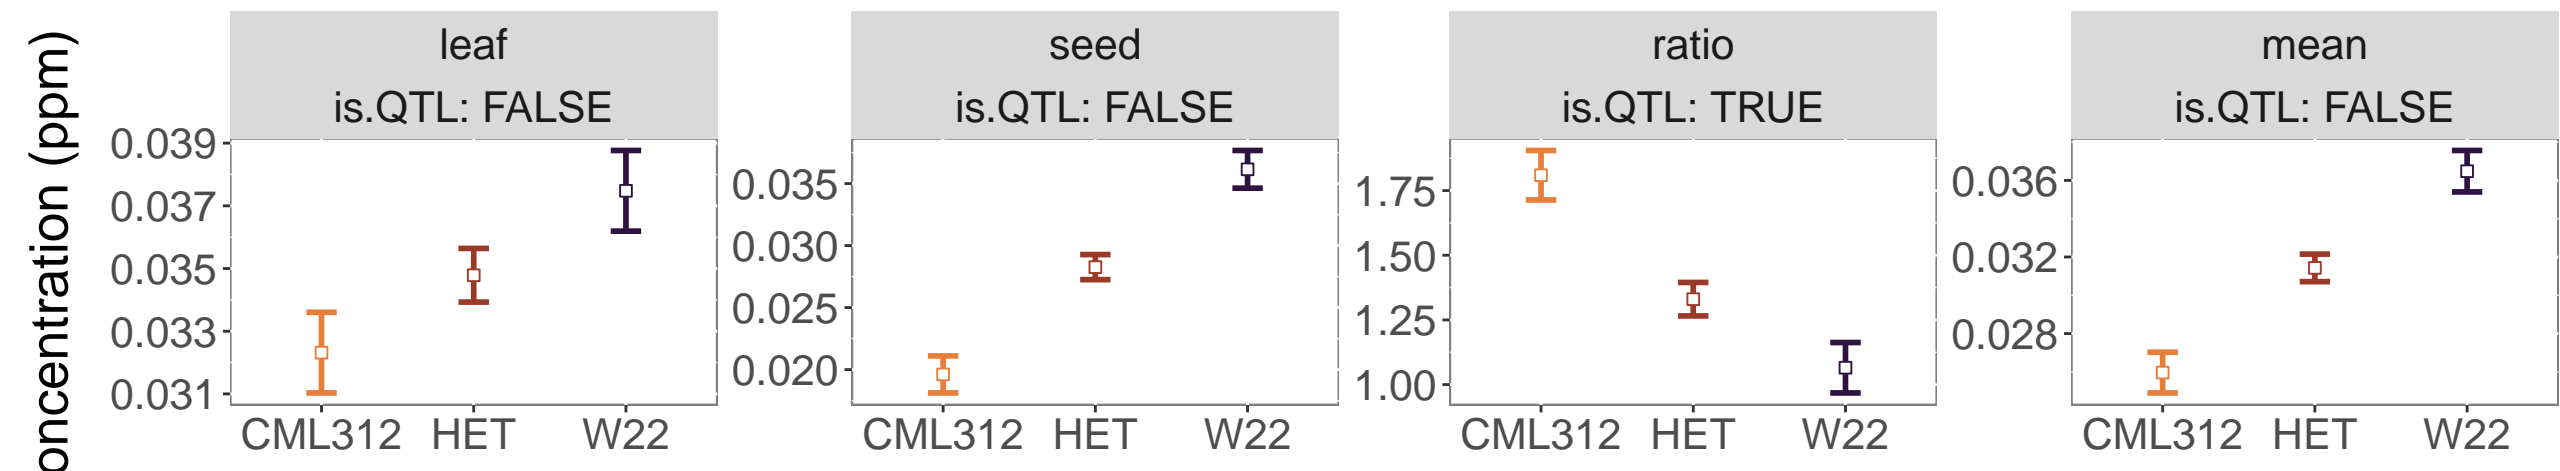 oncentration (ppm)
leaf
is.QTL: FALSE
0.039
0.037
0.035
0.033
0.031
CML312 HET W22
seed
is.QTL: FALSE
0.035
0.030
0.025
0.020
CML312 HET W22
ratio
is.QTL: TRUE
1.75
1.50
1.25
1.00
CML312 HET W22
mean
is.QTL: FALSE
0.036
0.032
0.028
CML312 HET W22